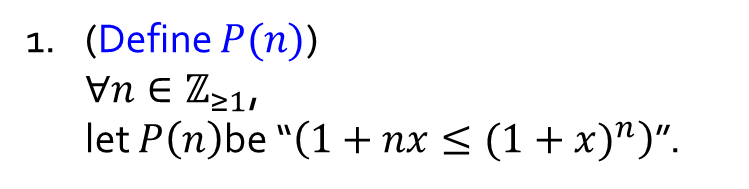 1. (Define P(n))
∀n ∈ ℤ≥1,
let P(n)be “(1 + nx ≤ (1 + x)ⁿ)”.